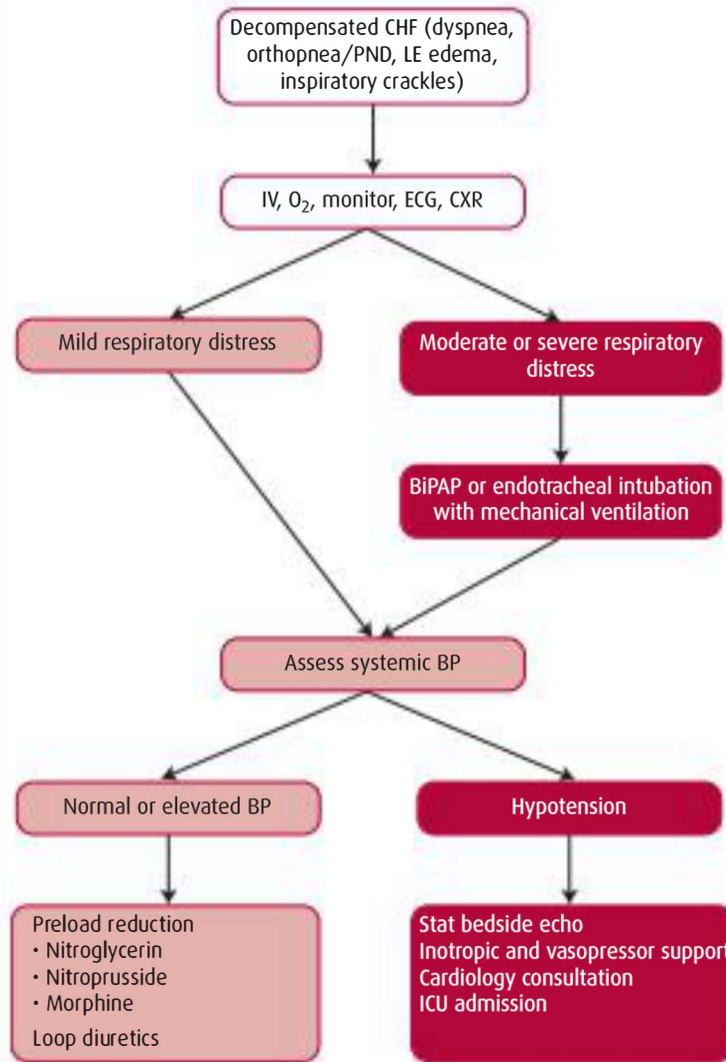 Decompensated CHF (dyspnea,
orthopnea/PND, LE edema,
inspiratory crackles)
IV, O₂, monitor, ECG, CXR
Mild respiratory distress
Moderate or severe respiratory
distress
BiPAP or endotracheal intubation
with mechanical ventilation
Assess systemic BP
Normal or elevated BP
Hypotension
Preload reduction
· Nitroglycerin
· Nitroprusside
· Morphine
Loop diuretics
Stat bedside echo
Inotropic and vasopressor support
Cardiology consultation
ICU admission